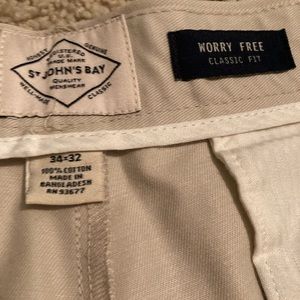 HONEST
GENUINE
REGISTERED
U.S.
TRADE MARK
ST JOHN'S BAY
QUALITY
MENSWEAR
WELL-MADE
CLASSIC
WORRY FREE
CLASSIC FIT
34×32
100% COTTON
MADE IN
BANGLADESH
RN 93677